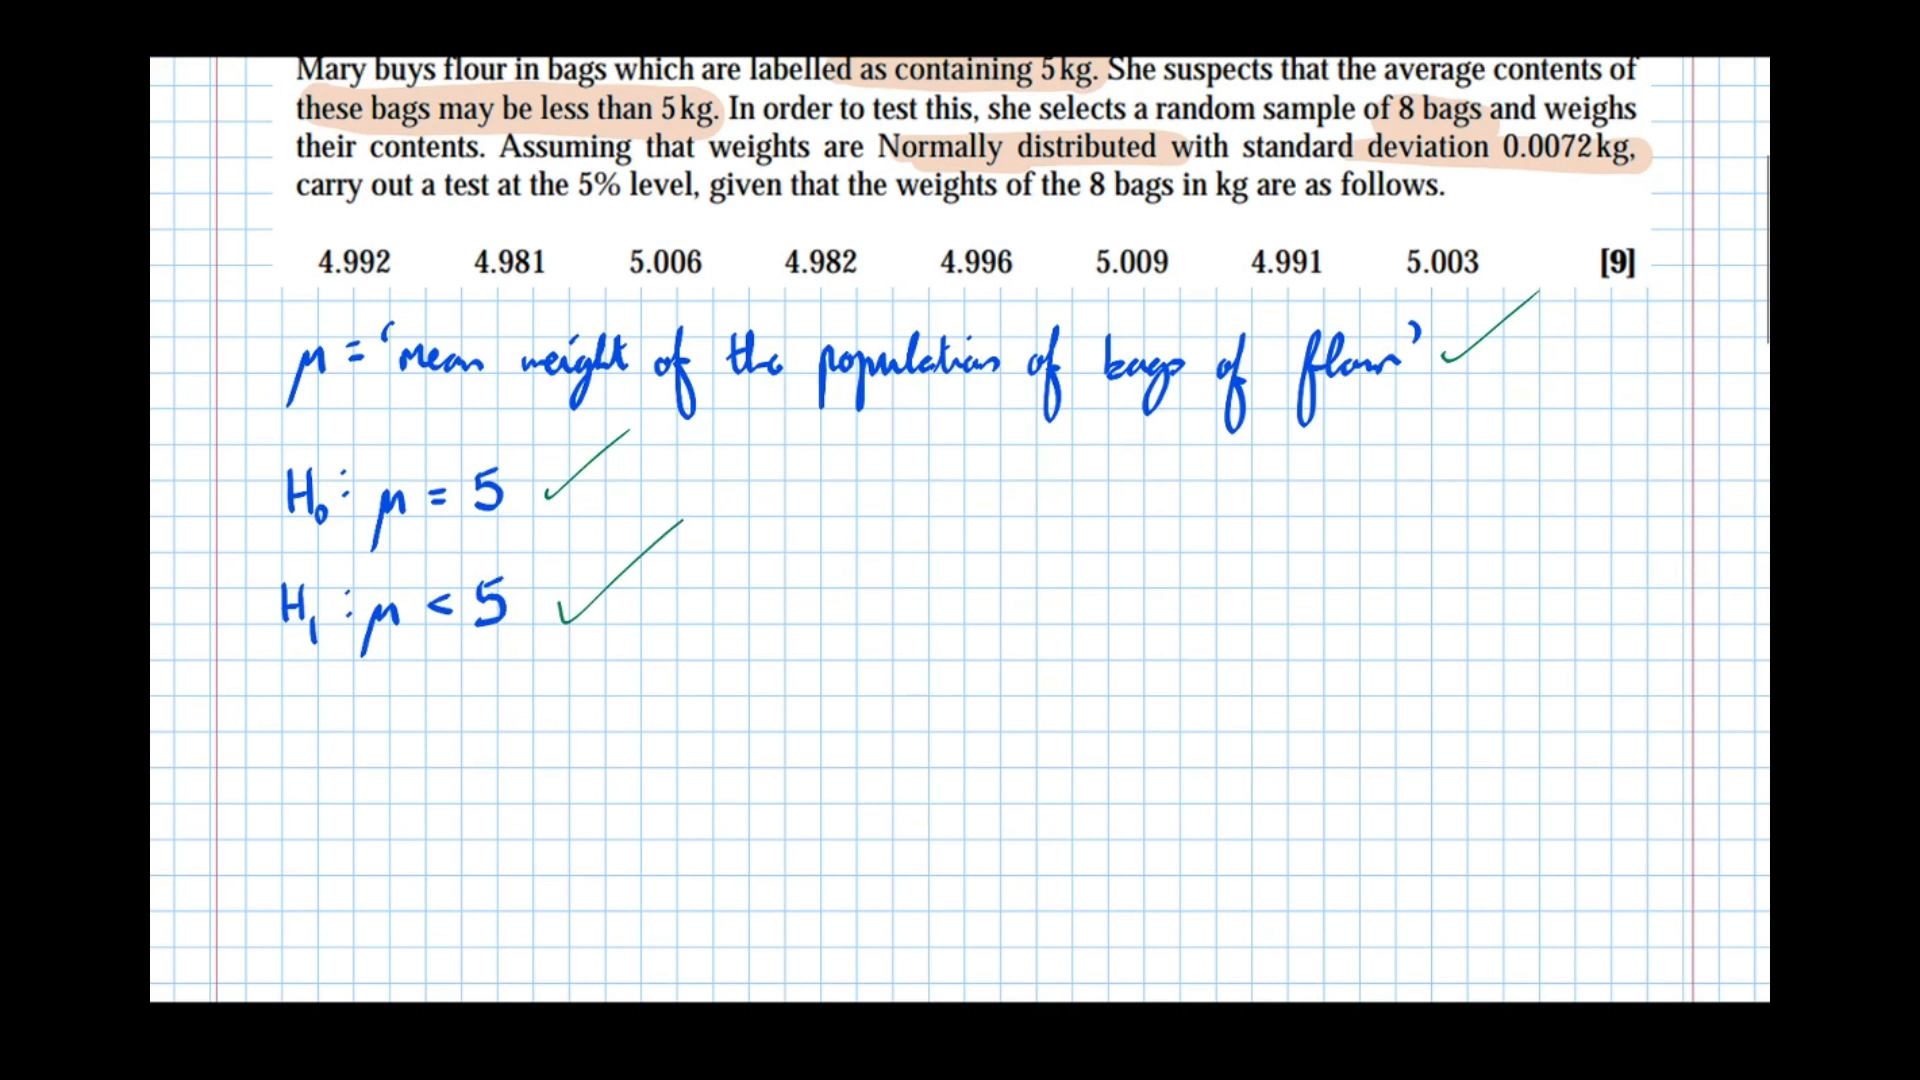 Mary buys flour in bags which are labelled as containing 5 kg. She suspects that the average contents of
these bags may be less than 5 kg. In order to test this, she selects a random sample of 8 bags and weighs
their contents. Assuming that weights are Normally distributed with standard deviation 0.0072 kg,
carry out a test at the 5% level, given that the weights of the 8 bags in kg are as follows.
4.992 4.981 5.006 4.982 4.996 5.009 4.991 5.003 [9]
μ = 'mean weight of the population of bags of flour' ✓
H₀ : μ = 5 ✓
H₁ : μ < 5 ✓